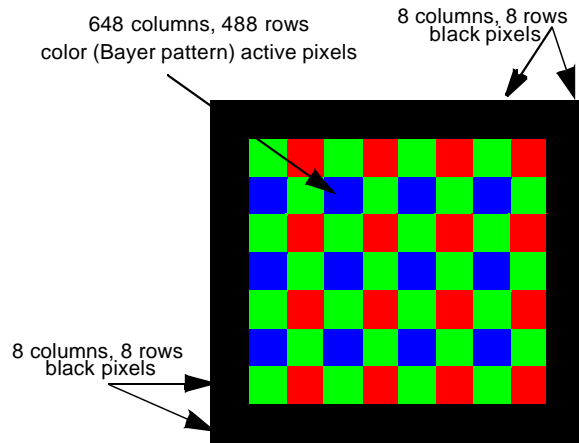 648 columns, 488 rows
color (Bayer pattern) active pixels
8 columns, 8 rows
black pixels
8 columns, 8 rows
black pixels